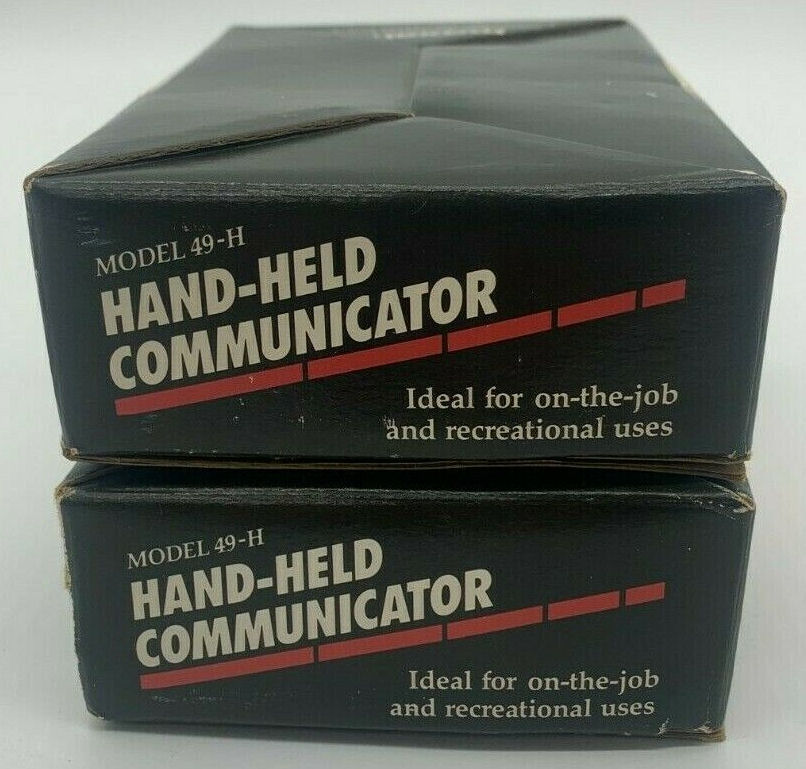 MODEL 49-H
HAND-HELD
COMMUNICATOR
Ideal for on-the-job
and recreational uses
MODEL 49-H
HAND-HELD
COMMUNICATOR
Ideal for on-the-job
and recreational uses